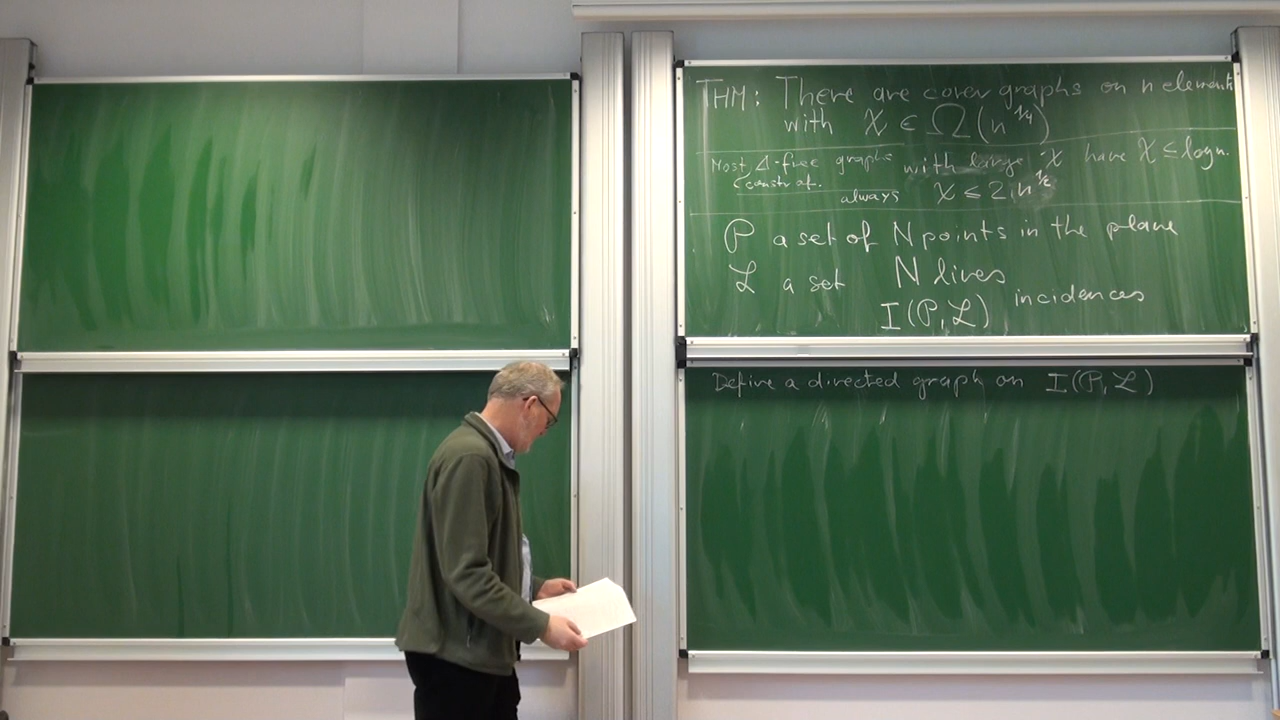 THM: There are cover graphs on n elements
with χ ∈ Ω(n^1/4)
Most Δ-free graphs with large χ have χ ≤ log n.
constr.
always χ ≤ 2·n^1/2
P a set of N points in the plane
L a set N lines
I(P,L) incidences
Define a directed graph on I(P,L)